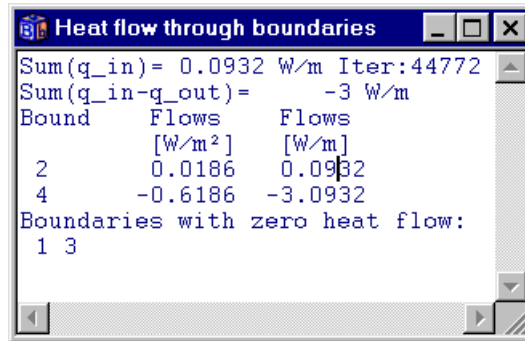 Heat flow through boundaries
Sum(q_in)= 0.0932 W/m Iter:44772
Sum(q_in-q_out)= -3 W/m
Bound Flows Flows
[W/m²] [W/m]
2 0.0186 0.0932
4 -0.6186 -3.0932
Boundaries with zero heat flow:
1 3